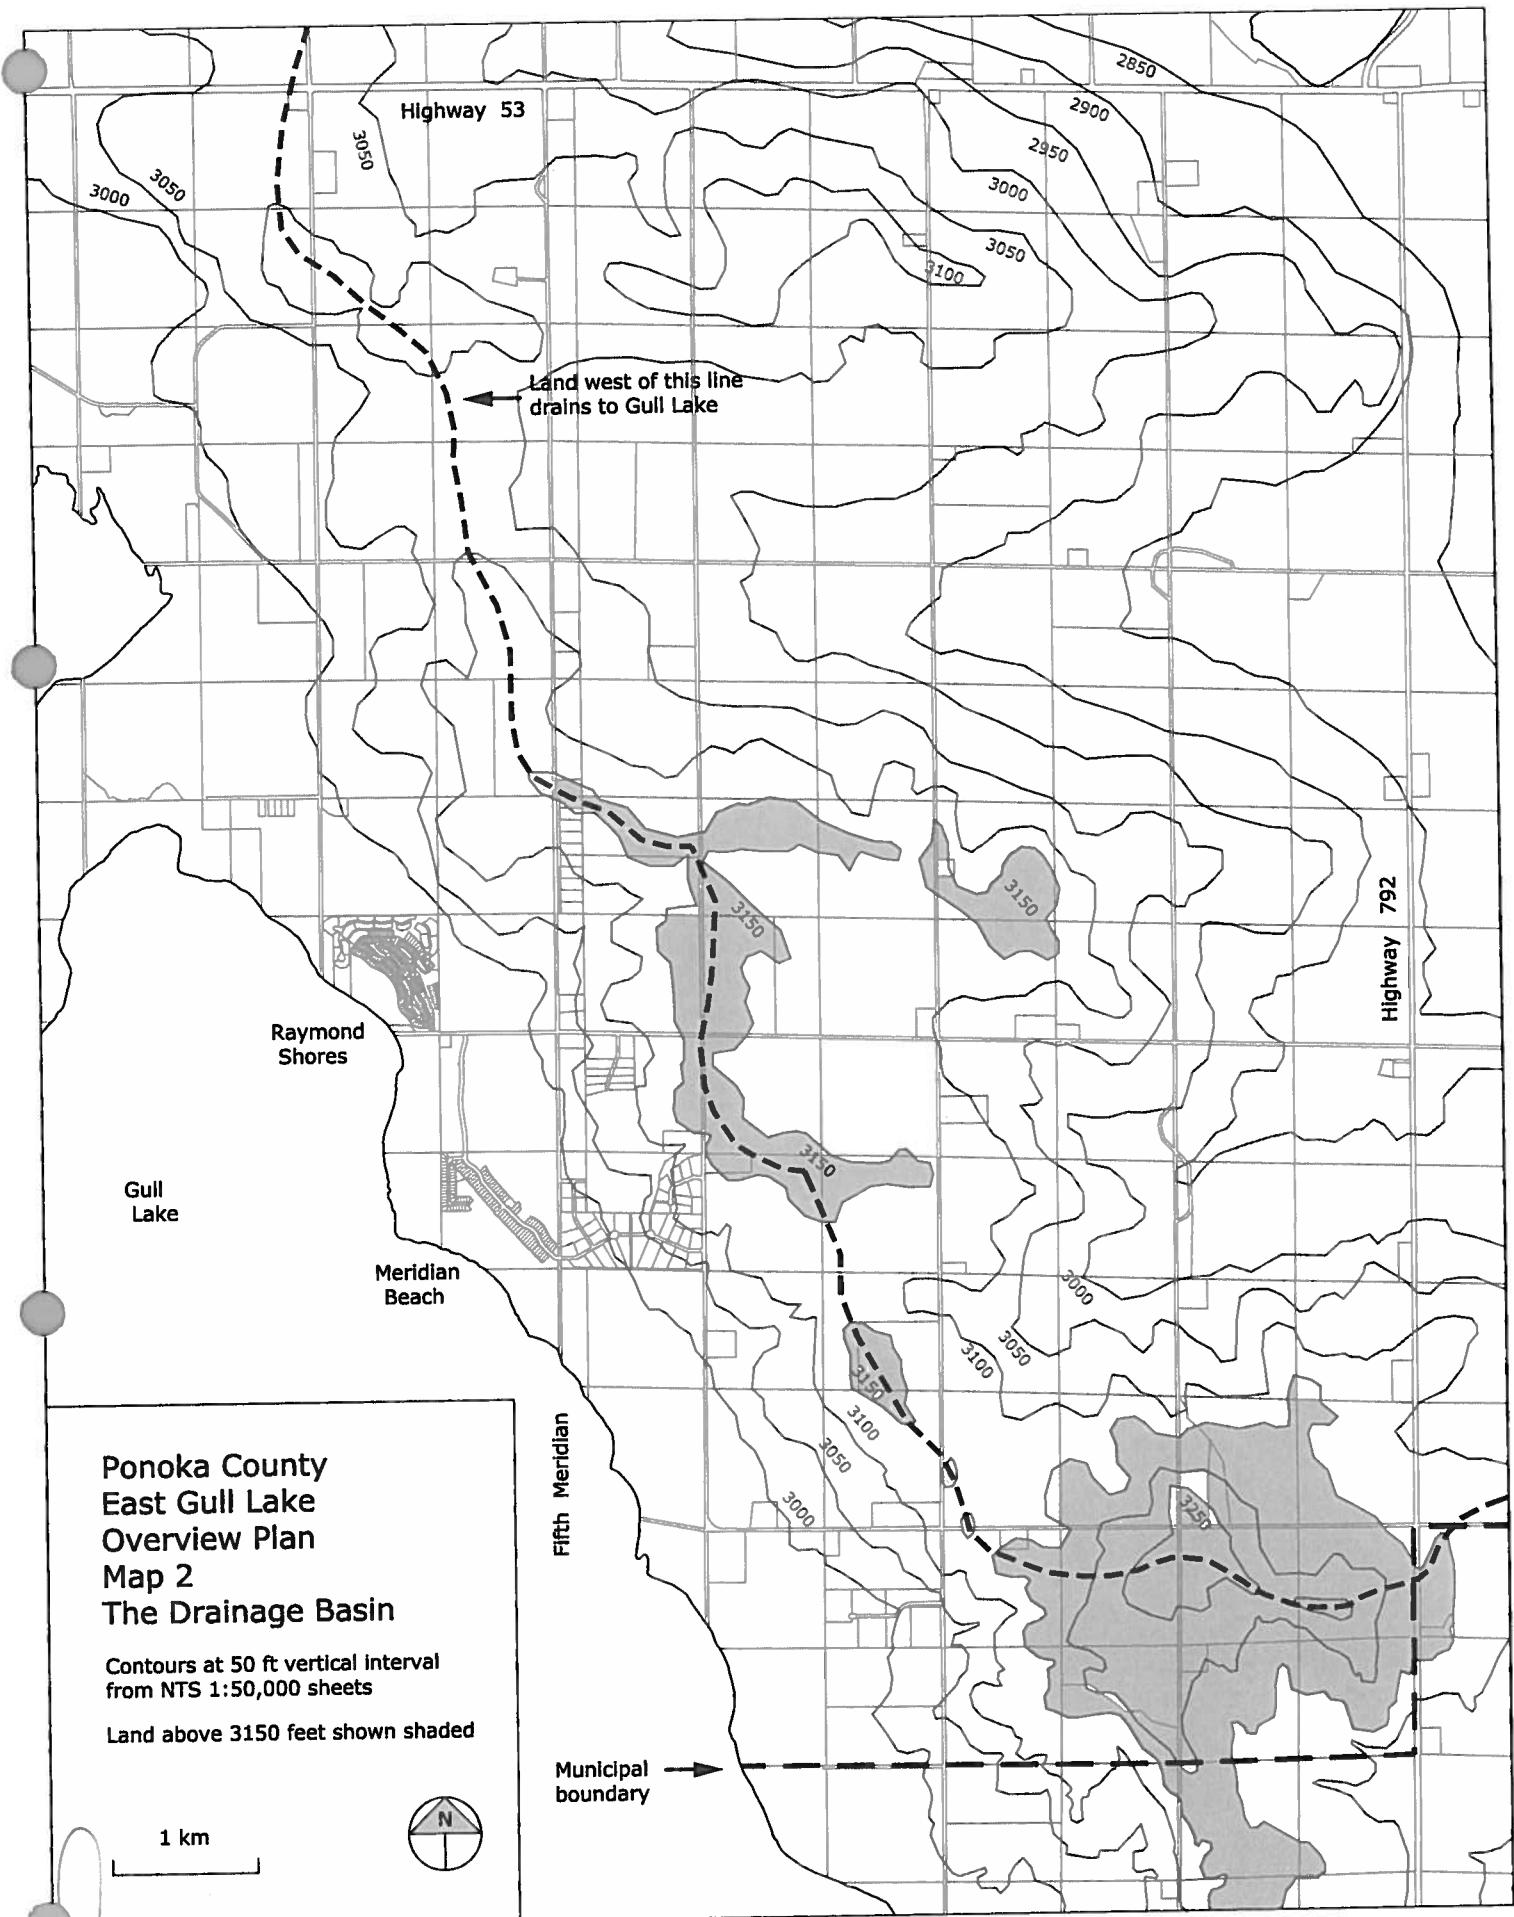 2850
2900
Highway 53
2950
3050
3000
3050
3000
3050
3100
Land west of this line
drains to Gull Lake
3150
3150
Highway 792
Raymond
Shores
3150
Gull
Lake
Meridian
Beach
3000
3050
3100
3150
3100
3050
3000
3250
Fifth Meridian
Ponoka County
East Gull Lake
Overview Plan
Map 2
The Drainage Basin
Contours at 50 ft vertical interval
from NTS 1:50,000 sheets
Land above 3150 feet shown shaded
Municipal
boundary
N
1 km